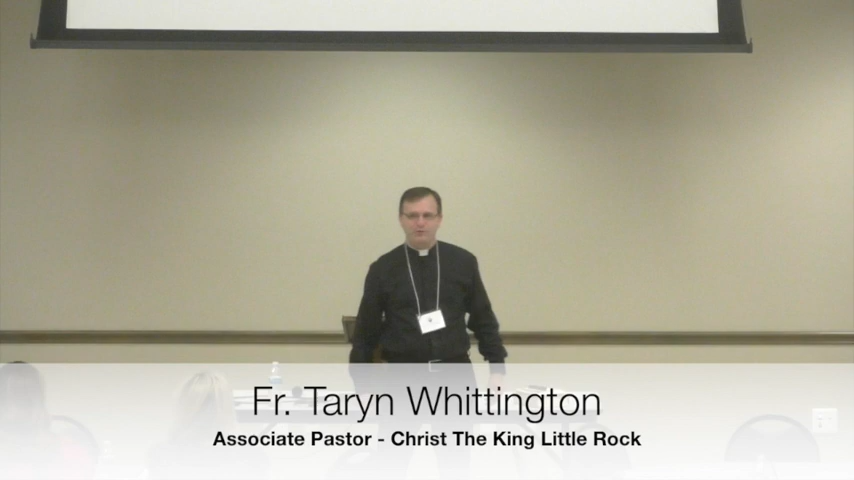 Fr. Taryn Whittington
Associate Pastor - Christ The King Little Rock